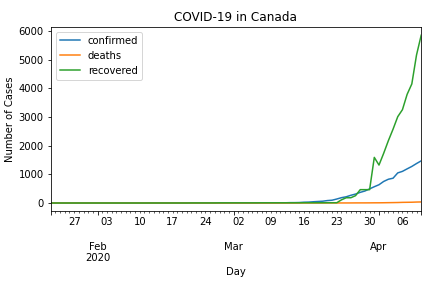 COVID-19 in Canada
confirmed
deaths
recovered
Number of Cases
6000
5000
4000
3000
2000
1000
0
27 03 10 17 24 02 09 16 23 30 06
Feb Mar Apr
2020
Day